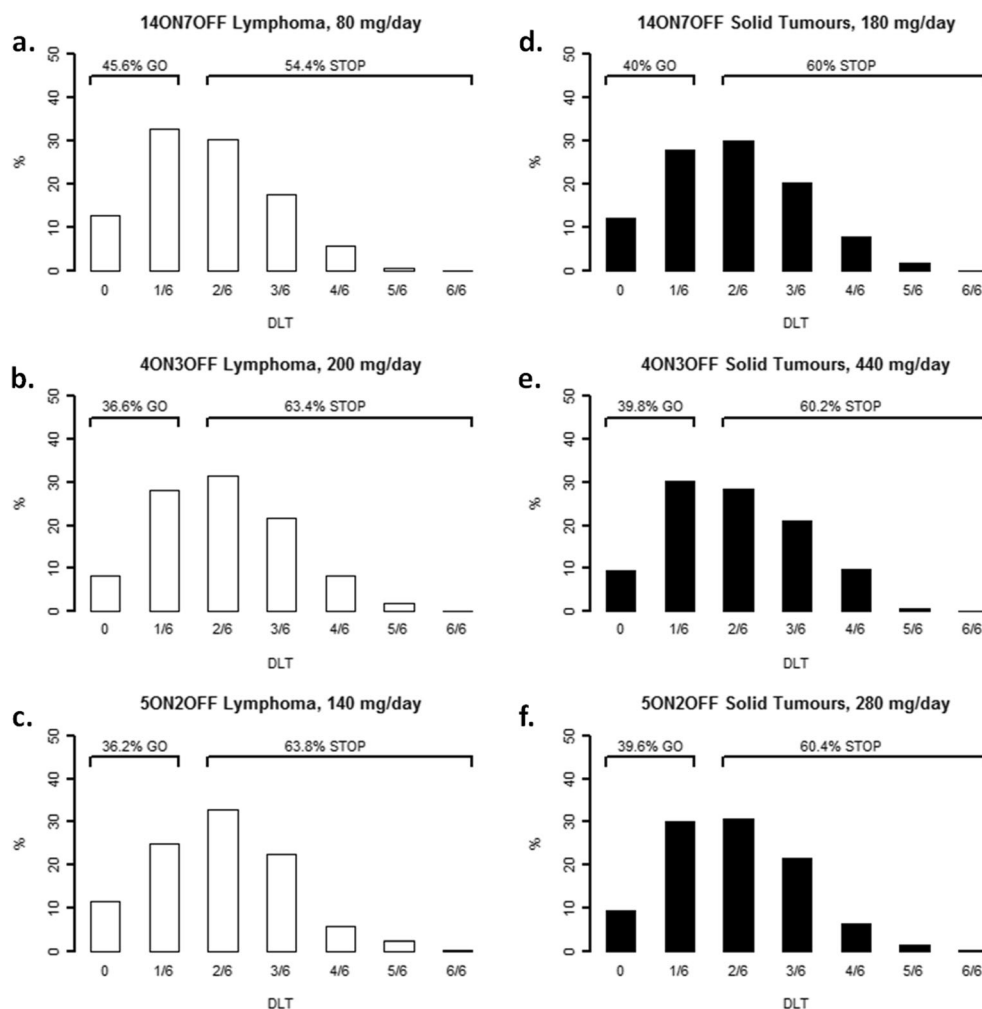 a.
14ON7OFF Lymphoma, 80 mg/day
50
40
30
20
10
0
%
45.6% GO
54.4% STOP
0 1/6 2/6 3/6 4/6 5/6 6/6
DLT
d.
14ON7OFF Solid Tumours, 180 mg/day
50
40
30
20
10
0
%
40% GO
60% STOP
0 1/6 2/6 3/6 4/6 5/6 6/6
DLT
b.
4ON3OFF Lymphoma, 200 mg/day
50
40
30
20
10
0
%
36.6% GO
63.4% STOP
0 1/6 2/6 3/6 4/6 5/6 6/6
DLT
e.
4ON3OFF Solid Tumours, 440 mg/day
50
40
30
20
10
0
%
39.8% GO
60.2% STOP
0 1/6 2/6 3/6 4/6 5/6 6/6
DLT
c.
5ON2OFF Lymphoma, 140 mg/day
50
40
30
20
10
0
%
36.2% GO
63.8% STOP
0 1/6 2/6 3/6 4/6 5/6 6/6
DLT
f.
5ON2OFF Solid Tumours, 280 mg/day
50
40
30
20
10
0
%
39.6% GO
60.4% STOP
0 1/6 2/6 3/6 4/6 5/6 6/6
DLT